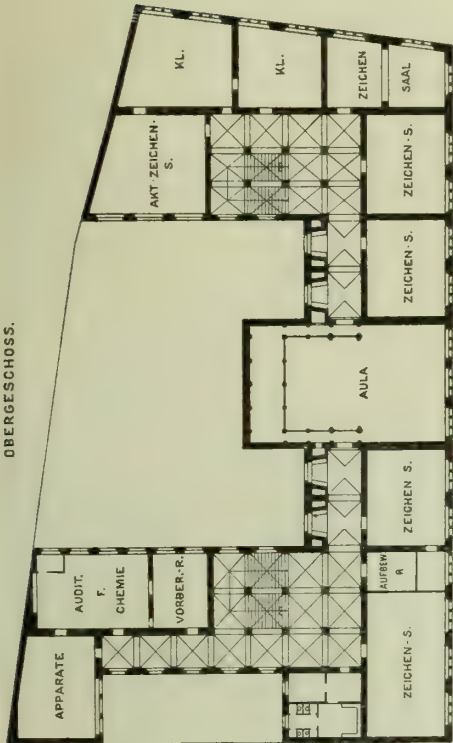 OBERGESCHOSS.
KL.
KL.
ZEICHEN
SAAL
AKT-ZEICHEN-
S.
ZEICHEN-S.
ZEICHEN-S.
AULA
ZEICHEN S.
AUDIT.
F.
CHEMIE
VORBER.-R.
AUFBEW.
R
APPARATE
ZEICHEN-S.